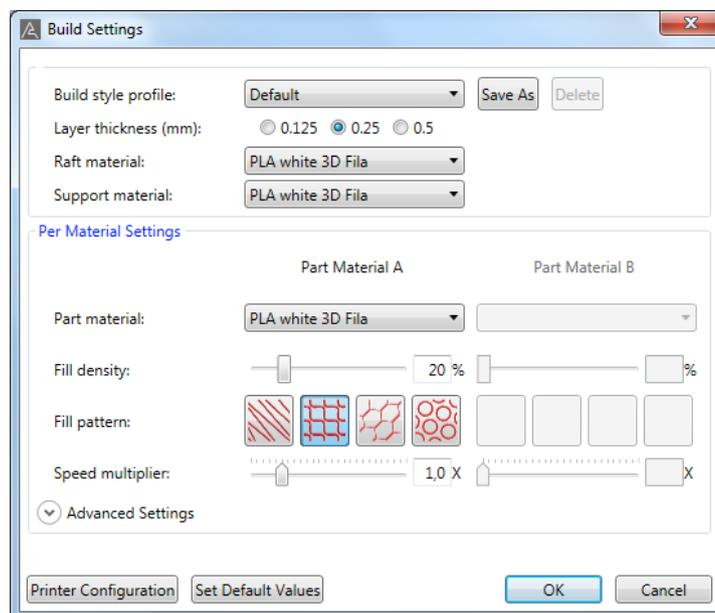 Build Settings
Build style profile: Default Save As Delete
Layer thickness (mm): 0.125 0.25 0.5
Raft material: PLA white 3D Fila
Support material: PLA white 3D Fila
Per Material Settings
Part Material A Part Material B
Part material: PLA white 3D Fila
Fill density: 20 % %
Fill pattern:
Speed multiplier: 1,0 X X
Advanced Settings
Printer Configuration Set Default Values OK Cancel